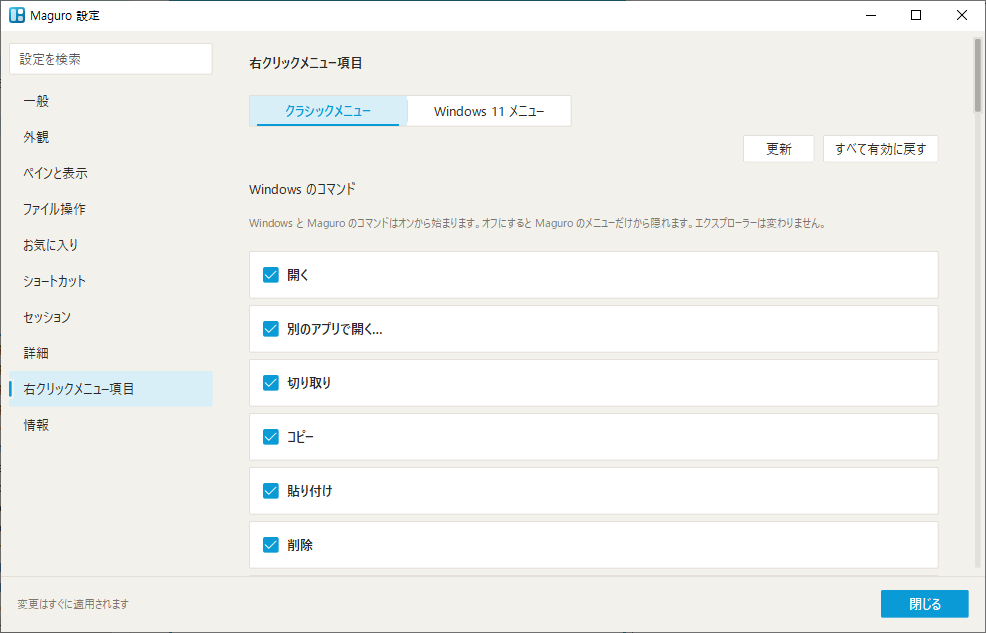 Maguro 設定
設定を検索
一般
外観
ペインと表示
ファイル操作
お気に入り
ショートカット
セッション
詳細
右クリックメニュー項目
情報
右クリックメニュー項目
クラシックメニュー
Windows 11 メニュー
更新
すべて有効に戻す
Windows のコマンド
Windows と Maguro のコマンドはオンから始まります。オフにすると Maguro のメニューだけから隠れます。エクスプローラーは変わりません。
開く
別のアプリで開く...
切り取り
コピー
貼り付け
削除
変更はすぐに適用されます
閉じる